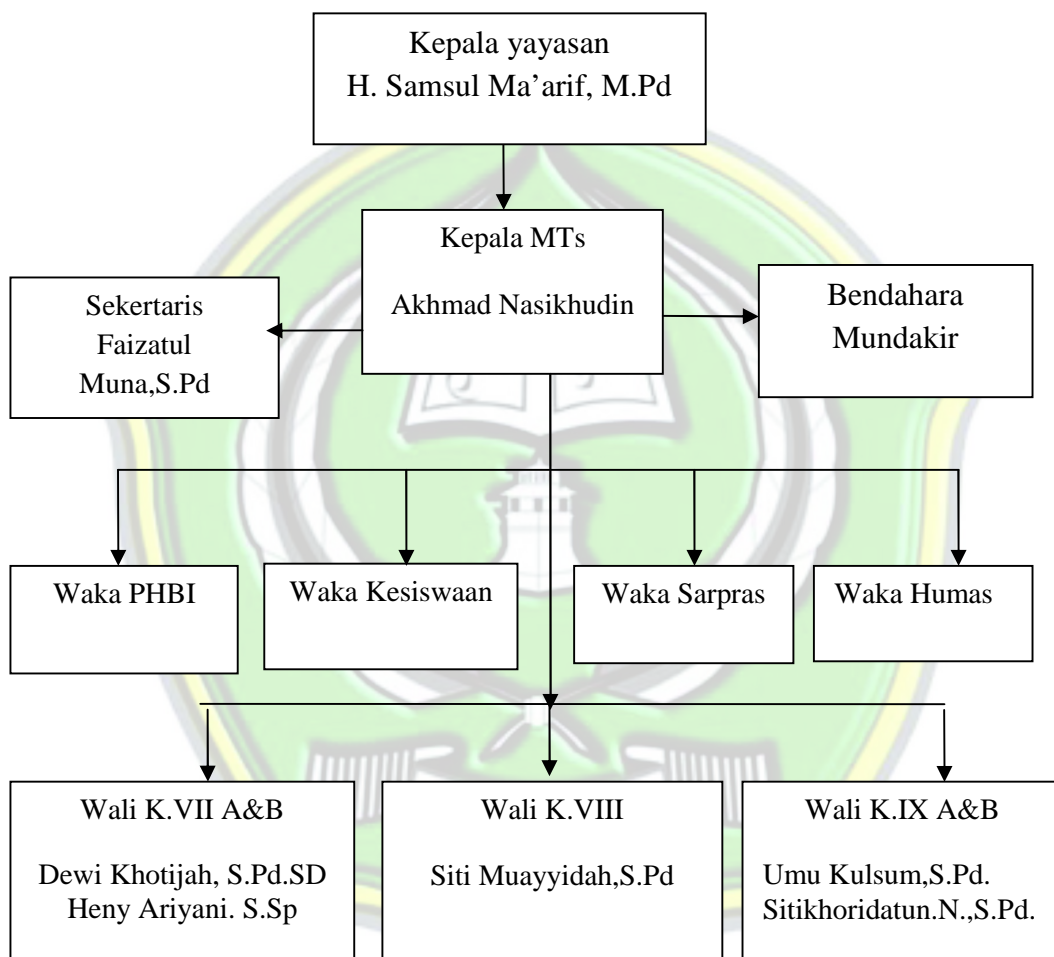 Kepala yayasan
H. Samsul Ma’arif, M.Pd
Kepala MTs
Akhmad Nasikhudin
Sekertaris
Faizatul
Muna,S.Pd
Bendahara
Mundakir
Waka PHBI
Waka Kesiswaan
Waka Sarpras
Waka Humas
Wali K.VII A&B
Dewi Khotijah, S.Pd.SD
Heny Ariyani. S.Sp
Wali K.VIII
Siti Muayyidah,S.Pd
Wali K.IX A&B
Umu Kulsum,S.Pd.
Sitikhoridatun.N.,S.Pd.